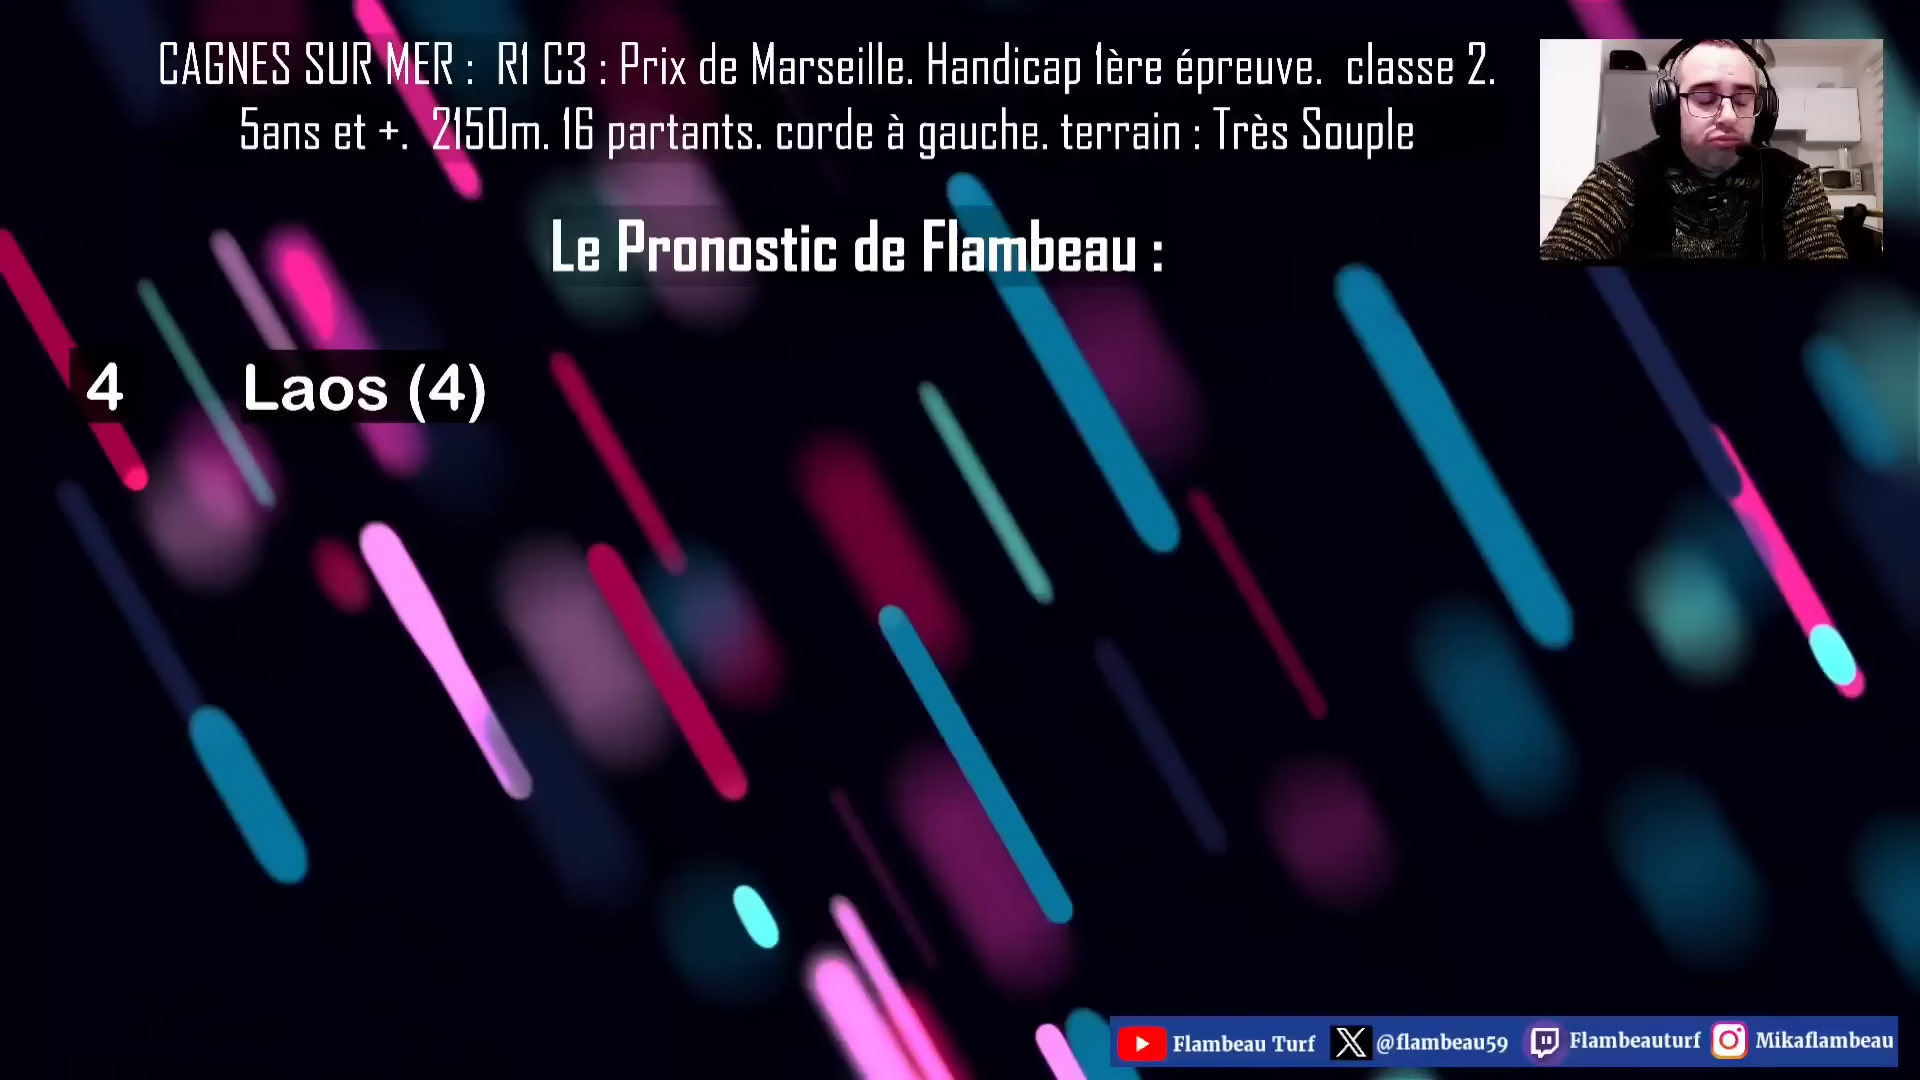 CAGNES SUR MER : R1 C3 : Prix de Marseille. Handicap 1ère épreuve. classe 2.
5ans et +. 2150m. 16 partants. corde à gauche. terrain : Très Souple
Le Pronostic de Flambeau :
4 Laos (4)
Flambeau Turf @flambeau59 Flambeauturf Mikaflambeau